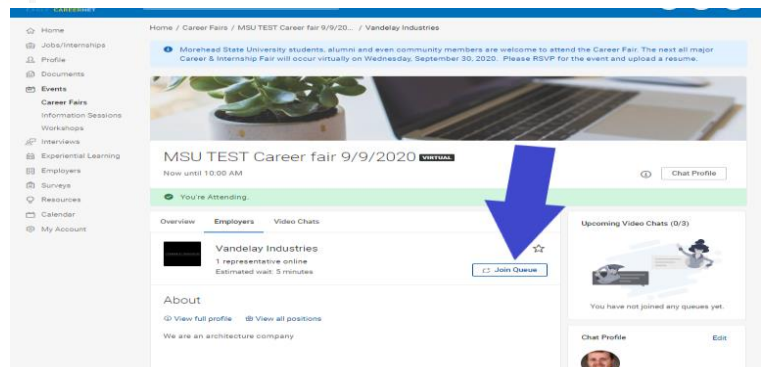 CAREERNET
Home
Jobs/Internships
Profile
Documents
Events
Career Fairs
Information Sessions
Workshops
Interviews
Experiential Learning
Employers
Surveys
Resources
Calendar
My Account
Home / Career Fairs / MSU TEST Career fair 9/9/20... / Vandelay Industries
Morehead State University students, alumni and even community members are welcome to attend the Career Fair. The next all major
Career & Internship Fair will occur virtually on Wednesday, September 30, 2020. Please RSVP for the event and upload a resume.
MSU TEST Career fair 9/9/2020 VIRTUAL
Now until 10:00 AM
Chat Profile
You're Attending.
Overview Employers Video Chats
Vandelay Industries
1 representative online
Estimated wait: 5 minutes
Join Queue
About
View full profile View all positions
We are an architecture company
Upcoming Video Chats (0/3)
You have not joined any queues yet.
Chat Profile Edit